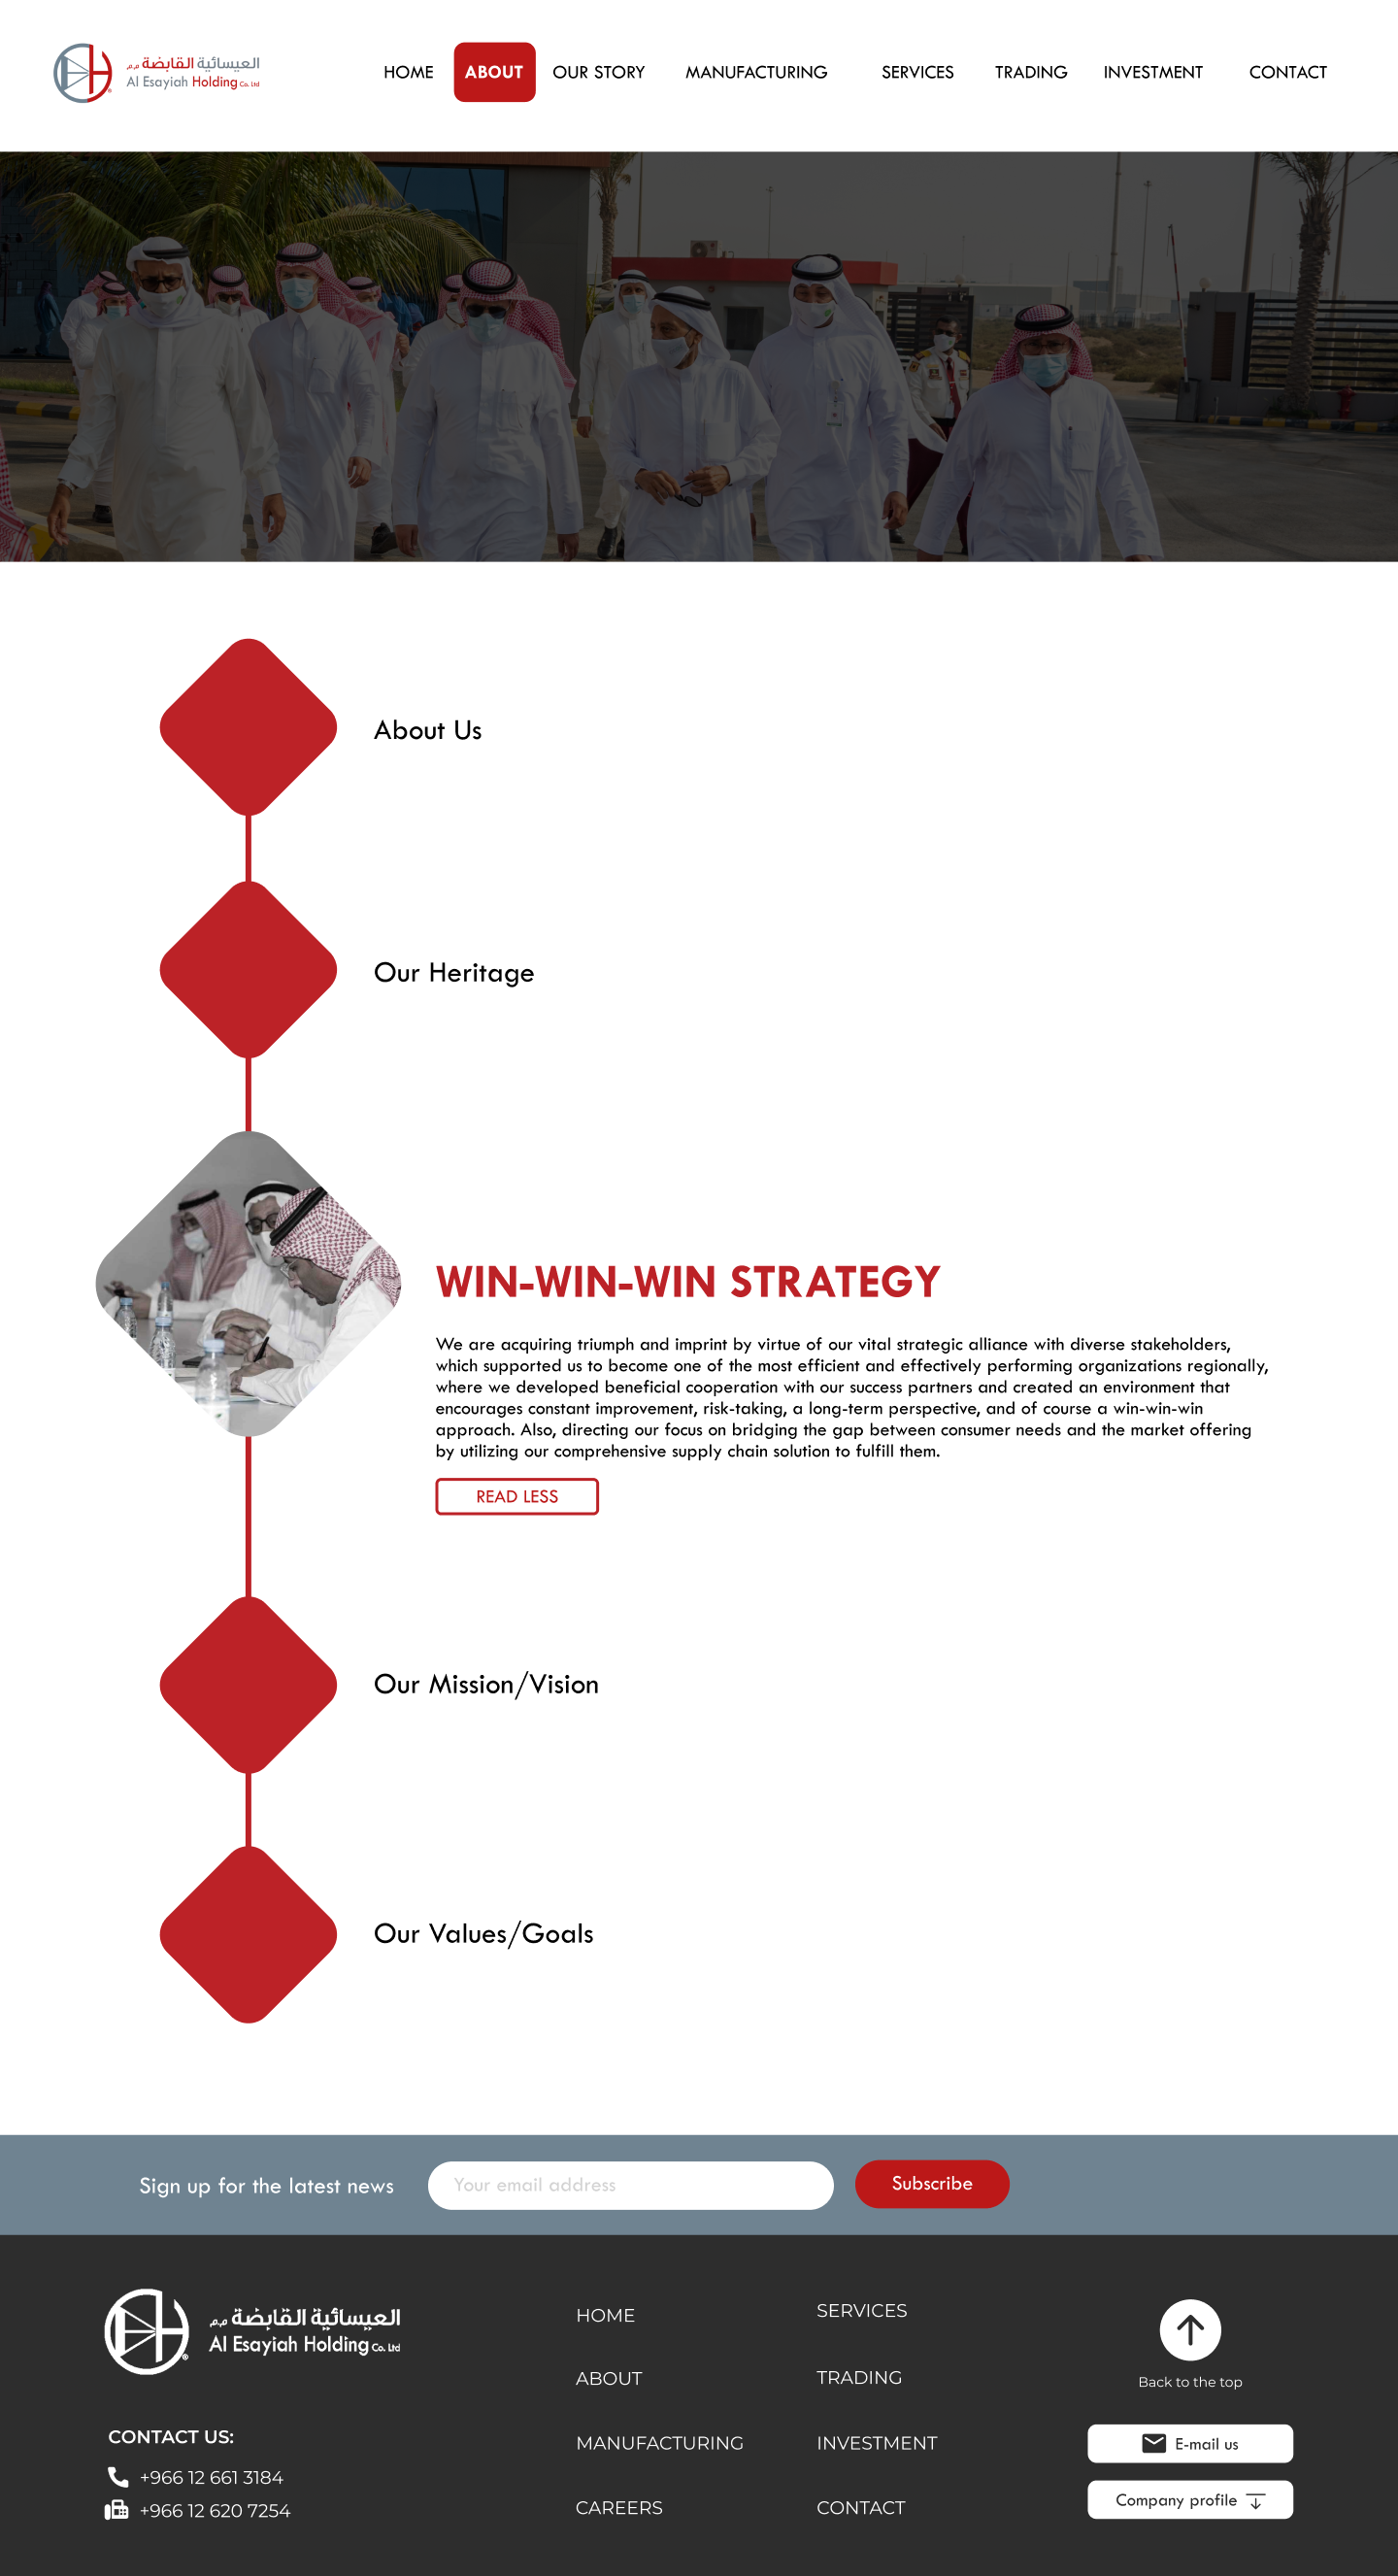 العيسائية القابضة م.م
Al Esayiah Holding Co. Ltd
HOME ABOUT OUR STORY MANUFACTURING SERVICES TRADING INVESTMENT CONTACT
About Us
Our Heritage
WIN-WIN-WIN STRATEGY
We are acquiring triumph and imprint by virtue of our vital strategic alliance with diverse stakeholders,
which supported us to become one of the most efficient and effectively performing organizations regionally,
where we developed beneficial cooperation with our success partners and created an environment that
encourages constant improvement, risk-taking, a long-term perspective, and of course a win-win-win
approach. Also, directing our focus on bridging the gap between consumer needs and the market offering
by utilizing our comprehensive supply chain solution to fulfill them.
READ LESS
Our Mission/Vision
Our Values/Goals
Sign up for the latest news
Your email address
Subscribe
العيسائية القابضة م.م
Al Esayiah Holding Co. Ltd
®
CONTACT US:
+966 12 661 3184
+966 12 620 7254
HOME
ABOUT
MANUFACTURING
CAREERS
SERVICES
TRADING
INVESTMENT
CONTACT
Back to the top
E-mail us
Company profile